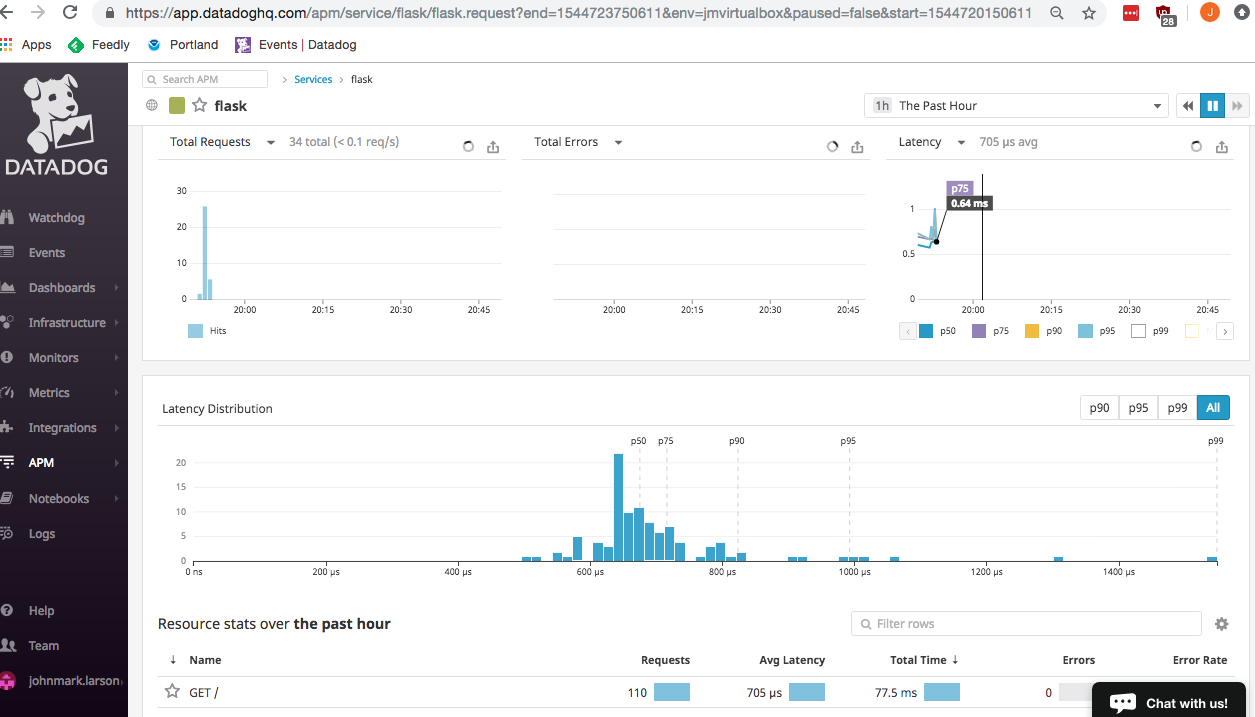 https://app.datadoghq.com/apm/service/flask/flask.request?end=1544723750611&env=jmvirtualbox&paused=false&start=1544720150611
28
J
Apps Feedly Portland Events | Datadog
DATADOG
Watchdog
Events
Dashboards
Infrastructure
Monitors
Metrics
Integrations
APM
Notebooks
Logs
Help
Team
johnmark.larson
Search APM > Services > flask
flask
1h The Past Hour
Total Requests 34 total (< 0.1 req/s)
30
20
10
0
20:00 20:15 20:30 20:45
Hits
Total Errors
20:00 20:15 20:30 20:45
Latency 705 µs avg
p75
0.64 ms
1
0.5
0
20:00 20:15 20:30 20:45
p50 p75 p90 p95 p99
Latency Distribution
p90 p95 p99 All
p50 p75 p90 p95 p99
20
15
10
5
0
0 ns 200 µs 400 µs 600 µs 800 µs 1000 µs 1200 µs 1400 µs
Resource stats over the past hour
Filter rows
↓ Name Requests Avg Latency Total Time ↓ Errors Error Rate
GET / 110 705 µs 77.5 ms 0
Chat with us!